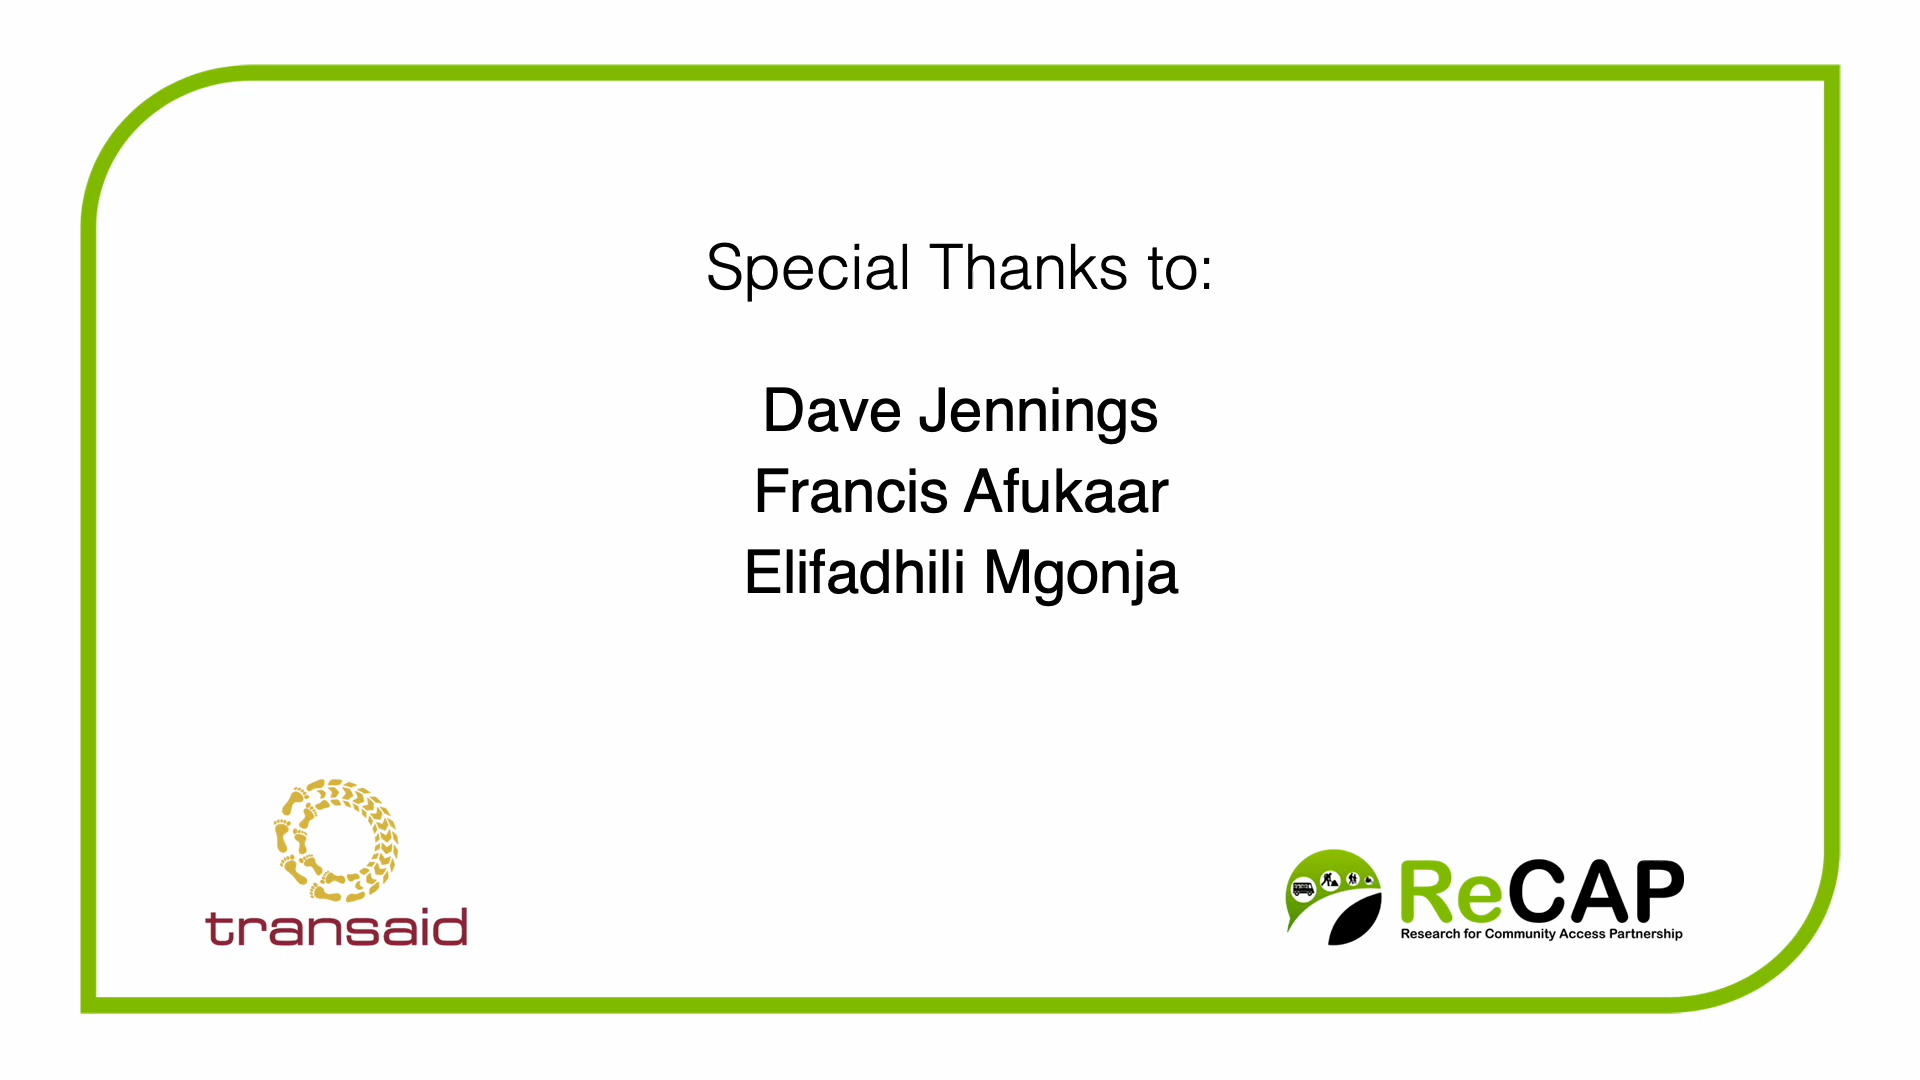 Special Thanks to:
Dave Jennings
Francis Afukaar
Elifadhili Mgonja
transaid
ReCAP
Research for Community Access Partnership